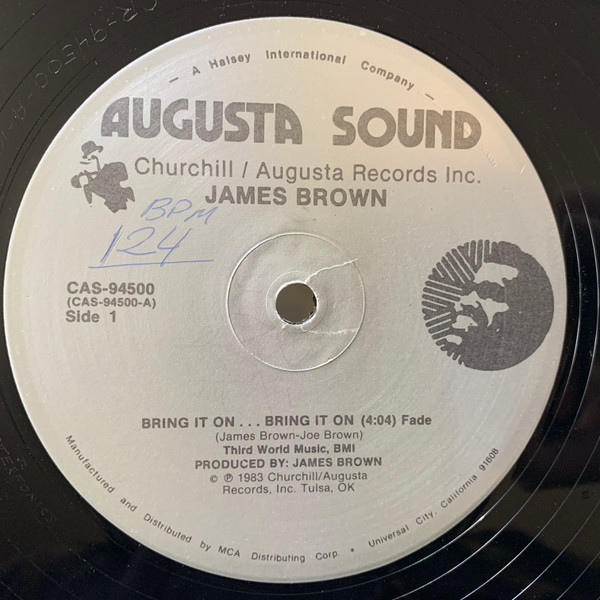 — A Halsey International Company —
AUGUSTA SOUND
Churchill / Augusta Records Inc.
JAMES BROWN
BPM
124
CAS-94500
(CAS-94500-A)
Side 1
BRING IT ON . . . BRING IT ON (4:04) Fade
(James Brown-Joe Brown)
Third World Music, BMI
PRODUCED BY: JAMES BROWN
© ℗ 1983 Churchill/Augusta
Records, Inc. Tulsa, OK
Manufactured and Distributed by MCA Distributing Corp. • Universal City, California 91608